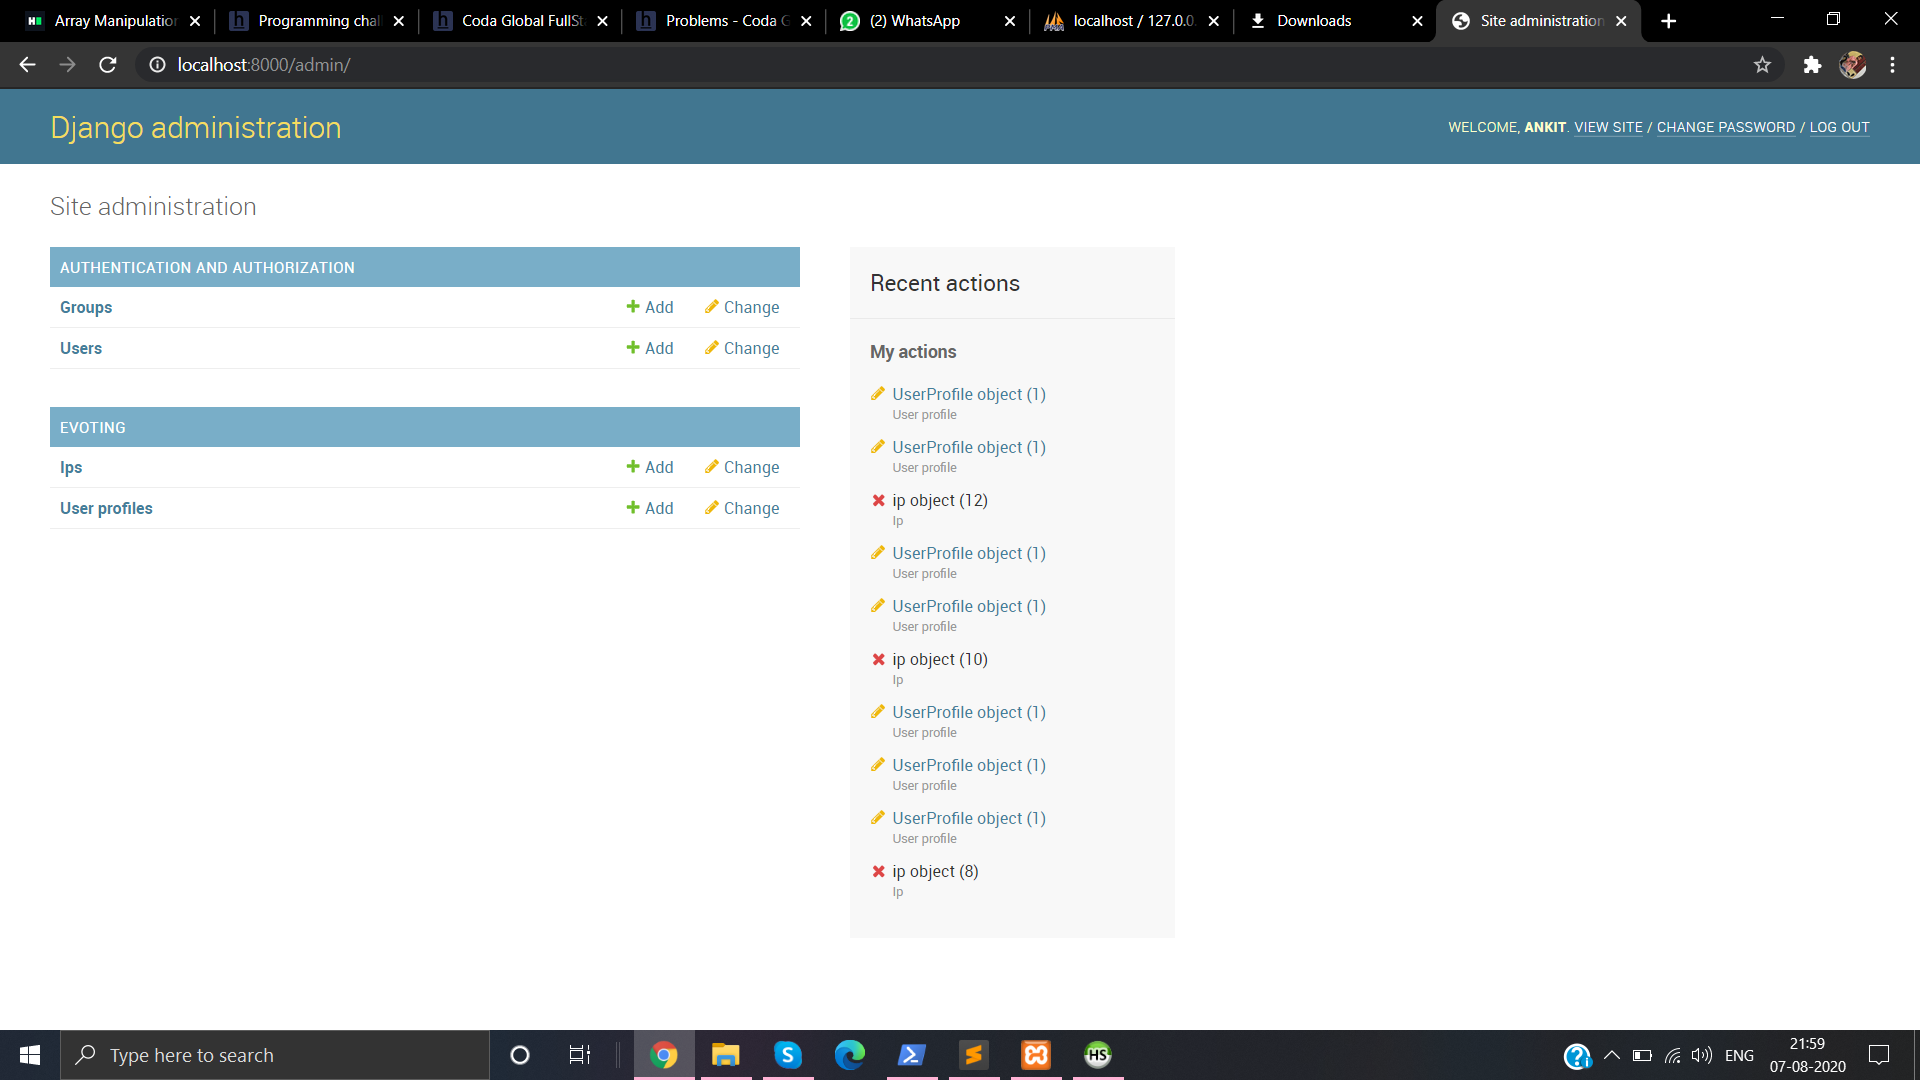 Array Manipulation
Programming chal
Coda Global FullSt
Problems - Coda G
(2) WhatsApp
localhost / 127.0.0.
Downloads
Site administration
localhost:8000/admin/
Django administration
WELCOME, ANKIT. VIEW SITE / CHANGE PASSWORD / LOG OUT
Site administration
AUTHENTICATION AND AUTHORIZATION
Groups Add Change
Users Add Change
EVOTING
Ips Add Change
User profiles Add Change
Recent actions
My actions
UserProfile object (1)
User profile
UserProfile object (1)
User profile
ip object (12)
Ip
UserProfile object (1)
User profile
UserProfile object (1)
User profile
ip object (10)
Ip
UserProfile object (1)
User profile
UserProfile object (1)
User profile
UserProfile object (1)
User profile
ip object (8)
Ip
Type here to search
HS
ENG
21:59
07-08-2020